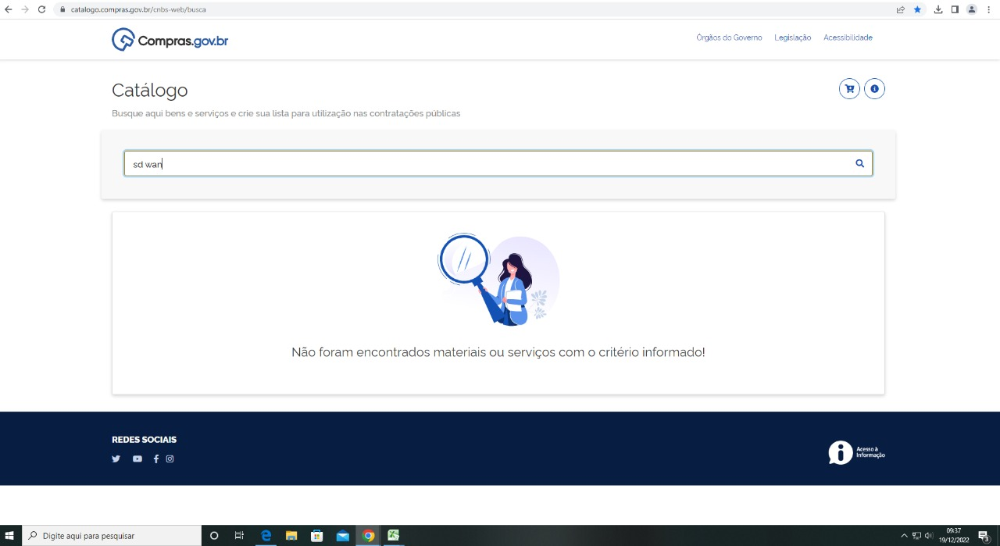 catalogo.compras.gov.br/cnbs-web/busca
Compras.gov.br
Órgãos do Governo Legislação Acessibilidade
Catálogo
Busque aqui bens e serviços e crie sua lista para utilização nas contratações públicas
sd wan
Não foram encontrados materiais ou serviços com o critério informado!
REDES SOCIAIS
Acesso à
Informação
Digite aqui para pesquisar
09:37
19/12/2022
3